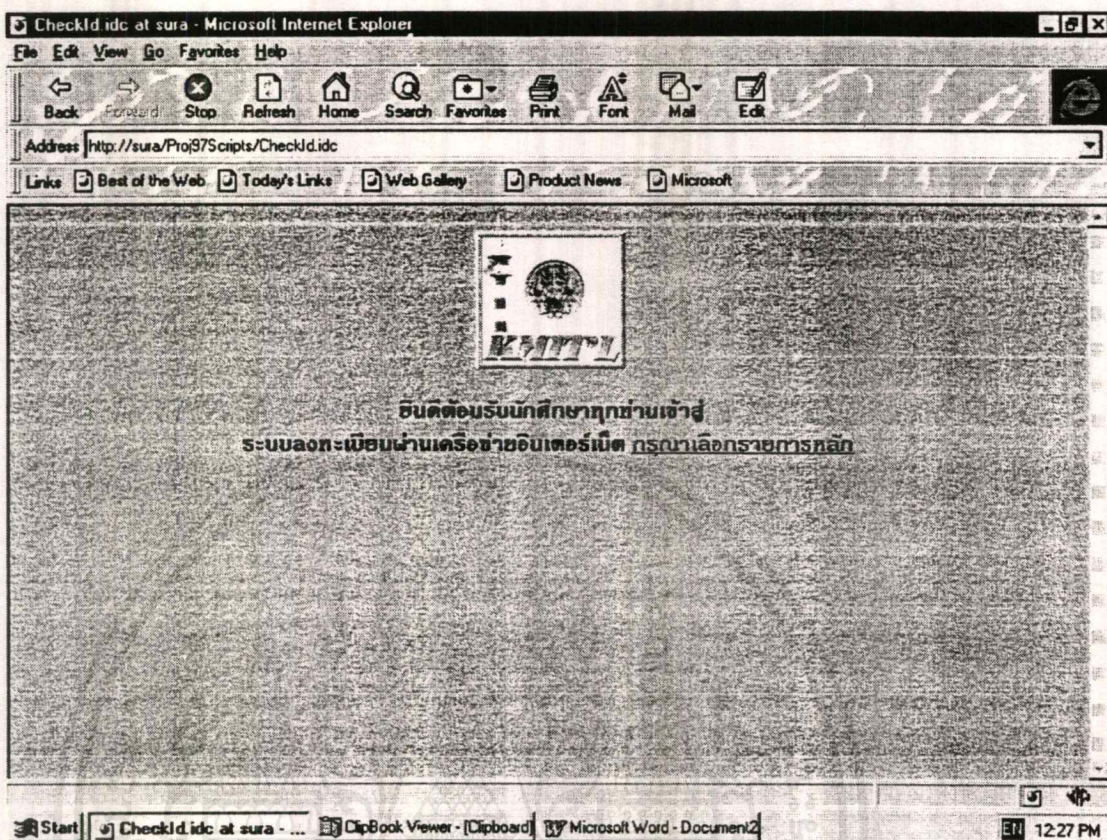 CheckId.idc at sura - Microsoft Internet Explorer
File Edit View Go Favorites Help
Back Forward Stop Refresh Home Search Favorites Print Font Mail Edit
Address http://sura/Proj97Scripts/CheckId.idc
Links Best of the Web Today's Links Web Gallery Product News Microsoft
KMITL
ยินดีต้อนรับนักศึกษาทุกท่านเข้าสู่
ระบบลงทะเบียนผ่านเครือข่ายอินเตอร์เน็ต กรุณาเลือกรายการหลัก
Start CheckId.idc at sura - ... ClipBook Viewer - [Clipboard] Microsoft Word - Document2 EN 12:27 PM